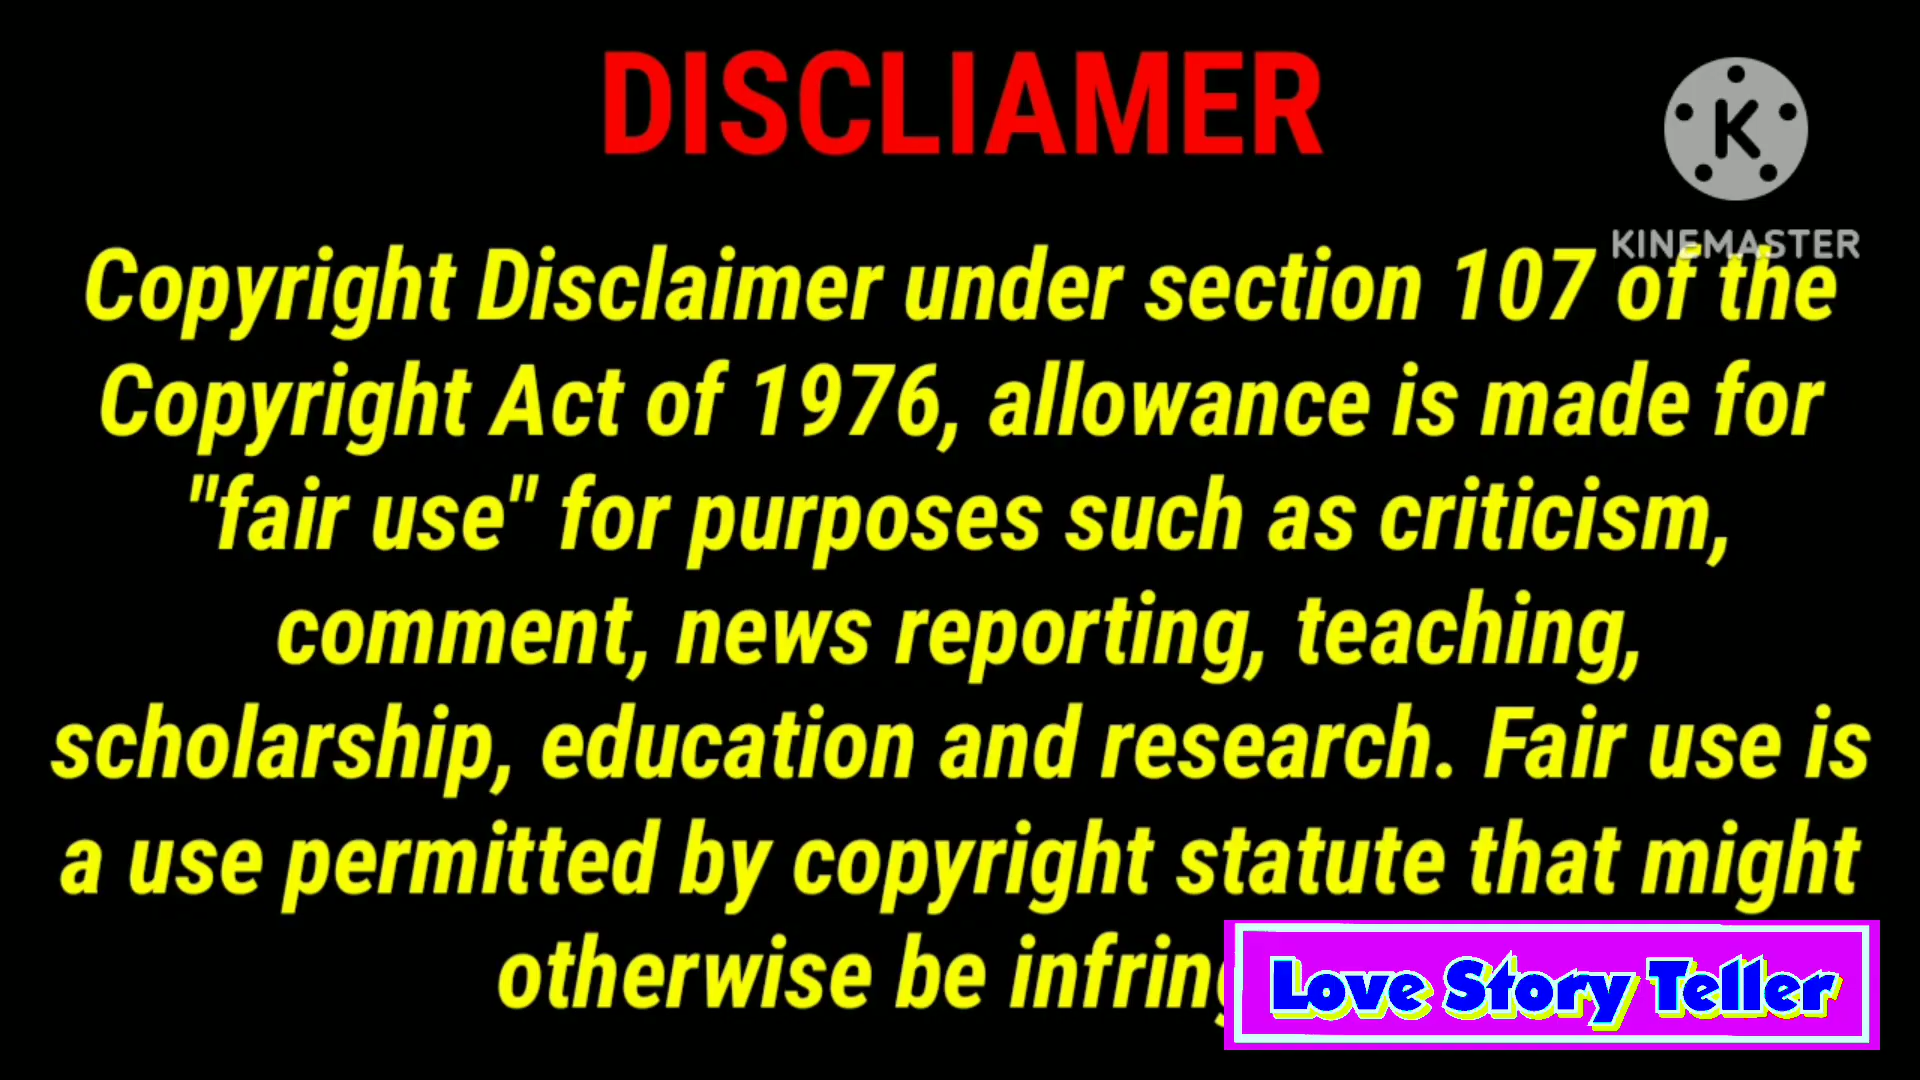 DISCLIAMER
KINEMASTER
Copyright Disclaimer under section 107 of the
Copyright Act of 1976, allowance is made for
"fair use" for purposes such as criticism,
comment, news reporting, teaching,
scholarship, education and research. Fair use is
a use permitted by copyright statute that might
otherwise be
Love Story Teller